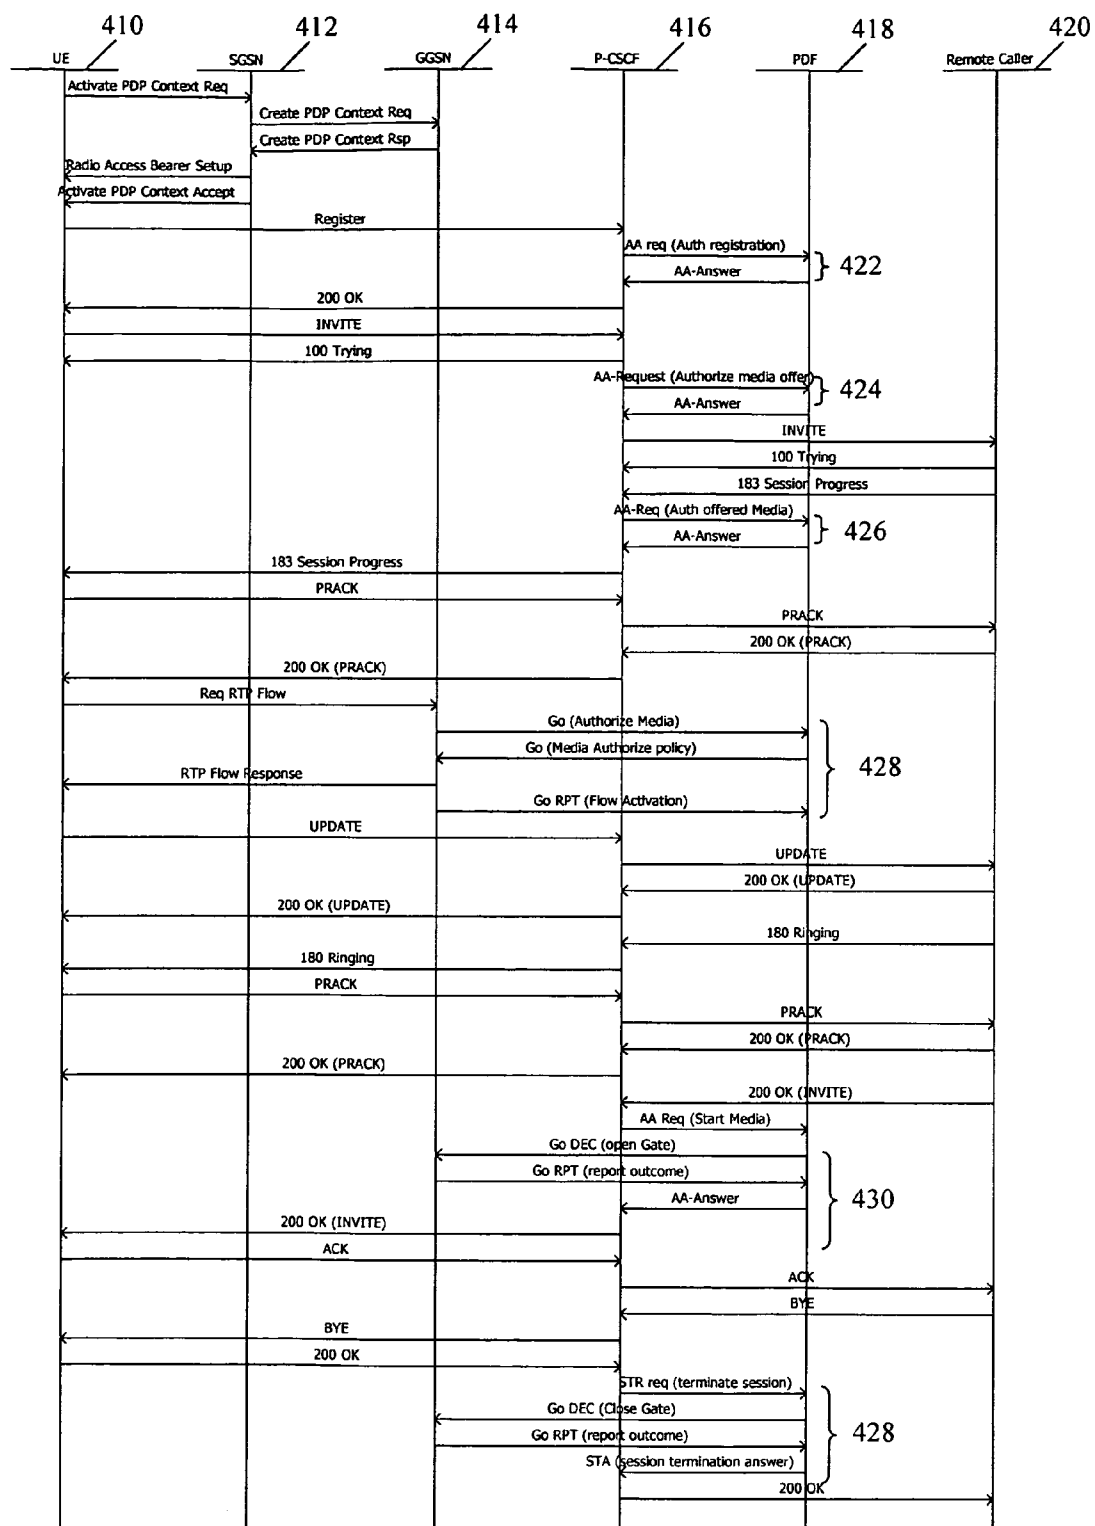 410 412 414 416 418 420
UE SGSN GGSN P-CSCF PDF Remote Caller
Activate PDP Context Req
Create PDP Context Req
Create PDP Context Rsp
Radio Access Bearer Setup
Activate PDP Context Accept
Register
AA req (Auth registration)
422
AA-Answer
200 OK
INVITE
100 Trying
AA-Request (Authorize media offer)
424
AA-Answer
INVITE
100 Trying
183 Session Progress
AA-Req (Auth offered Media)
426
AA-Answer
183 Session Progress
PRACK
PRACK
200 OK (PRACK)
200 OK (PRACK)
Req RTP Flow
Go (Authorize Media)
Go (Media Authorize policy)
428
RTP Flow Response
Go RPT (Flow Activation)
UPDATE
UPDATE
200 OK (UPDATE)
200 OK (UPDATE)
180 Ringing
180 Ringing
PRACK
PRACK
200 OK (PRACK)
200 OK (PRACK)
200 OK (INVITE)
AA Req (Start Media)
Go DEC (open Gate)
Go RPT (report outcome)
430
AA-Answer
200 OK (INVITE)
ACK
ACK
BYE
BYE
200 OK
STR req (terminate session)
Go DEC (Close Gate)
428
Go RPT (report outcome)
STA (session termination answer)
200 OK